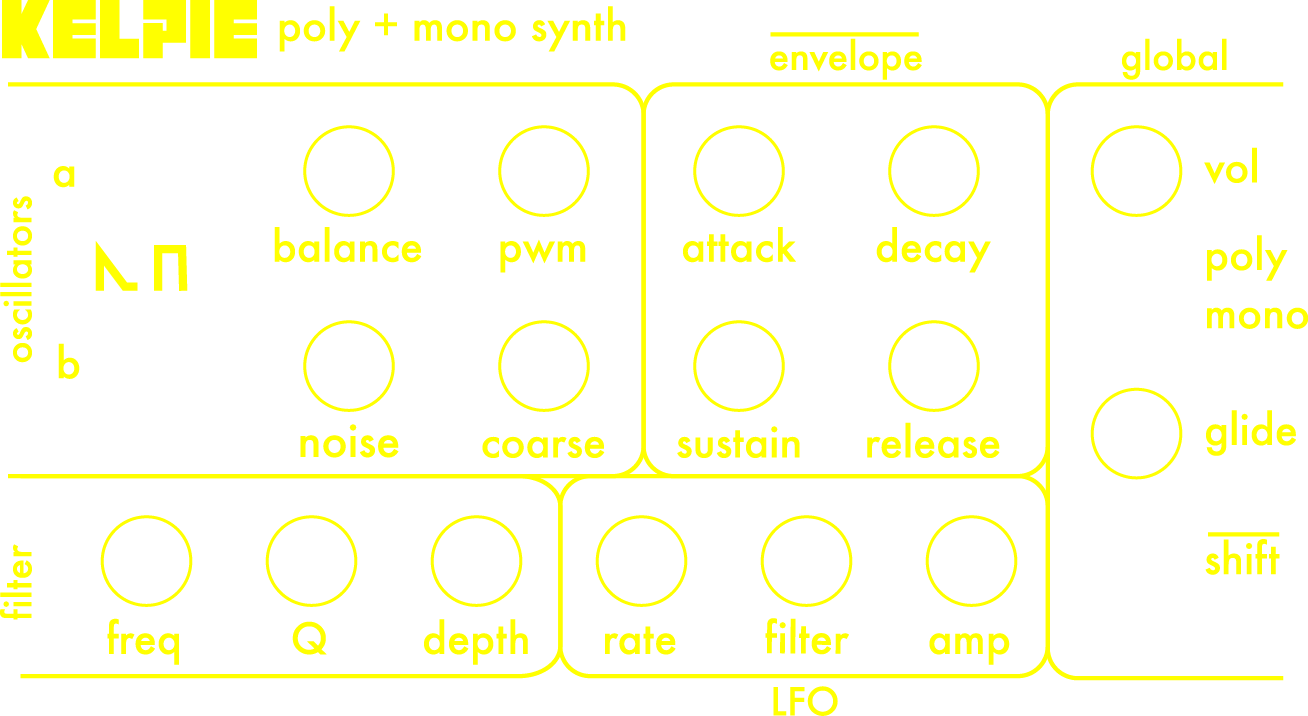 KELPIE poly + mono synth
envelope
global
oscillators
a
b
balance
pwm
noise
coarse
attack
decay
sustain
release
vol
poly
mono
glide
shift
filter
freq
Q
depth
rate
filter
amp
LFO